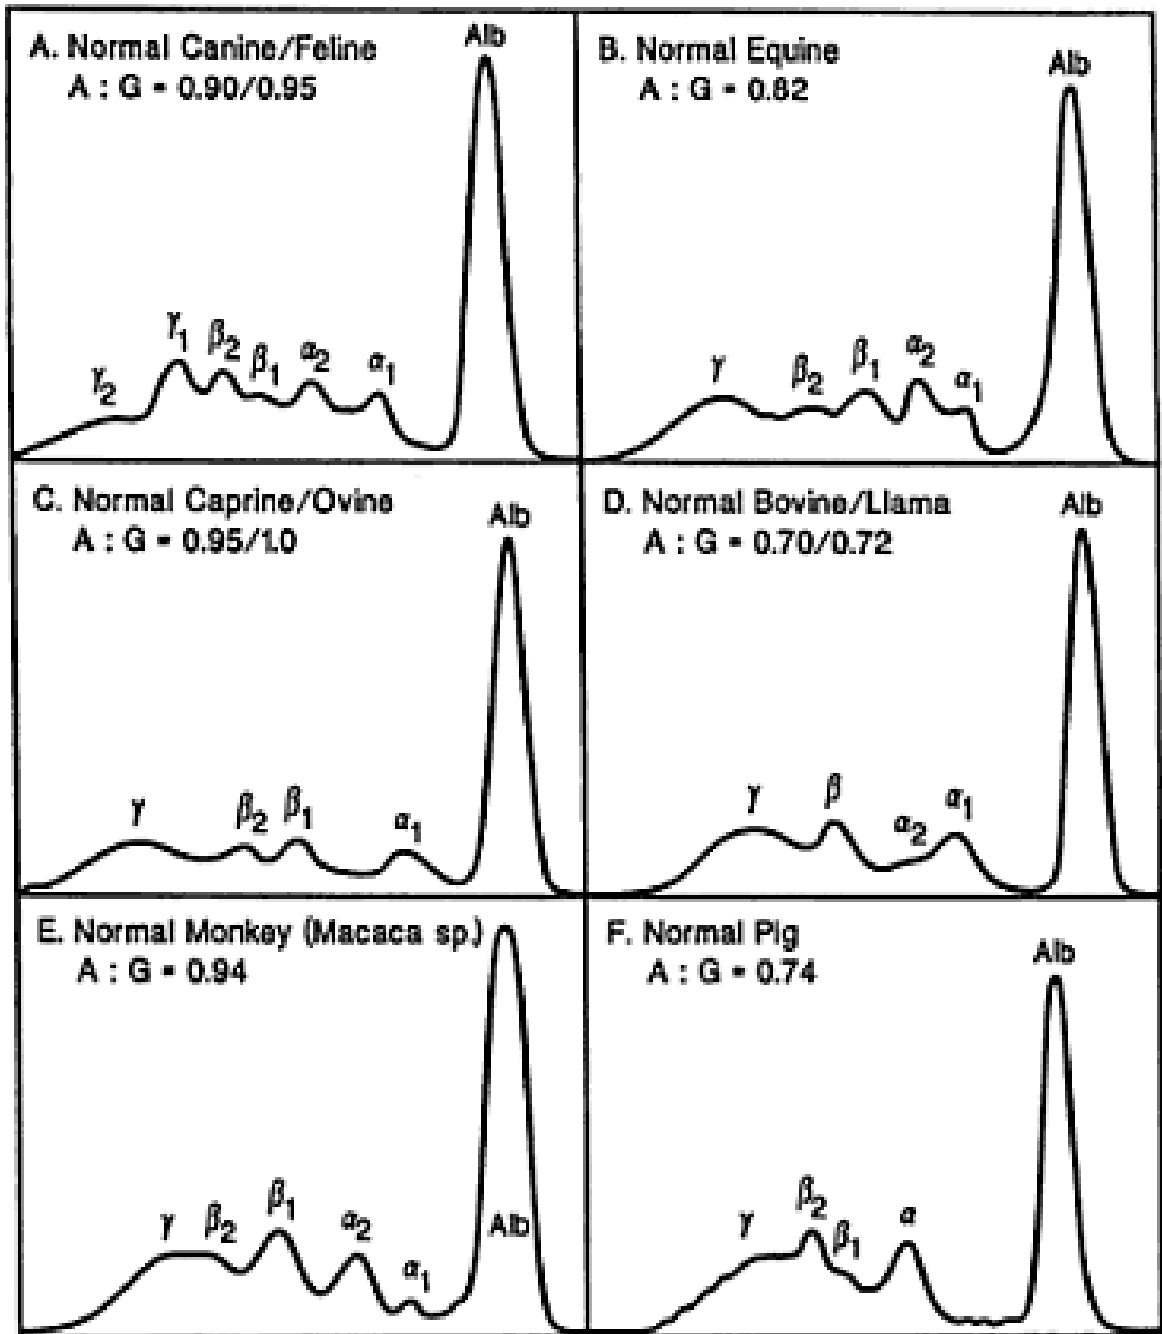 A. Normal Canine/Feline
A : G = 0.90/0.95
Alb
γ2
γ1
β2
β1
α2
α1
B. Normal Equine
A : G = 0.82
Alb
γ
β2
β1
α2
α1
C. Normal Caprine/Ovine
A : G = 0.95/1.0
Alb
γ
β2
β1
α1
D. Normal Bovine/Llama
A : G = 0.70/0.72
Alb
γ
β
α2
α1
E. Normal Monkey (Macaca sp.)
A : G = 0.94
γ
β2
β1
α2
α1
Alb
F. Normal Pig
A : G = 0.74
Alb
γ
β2
β1
α